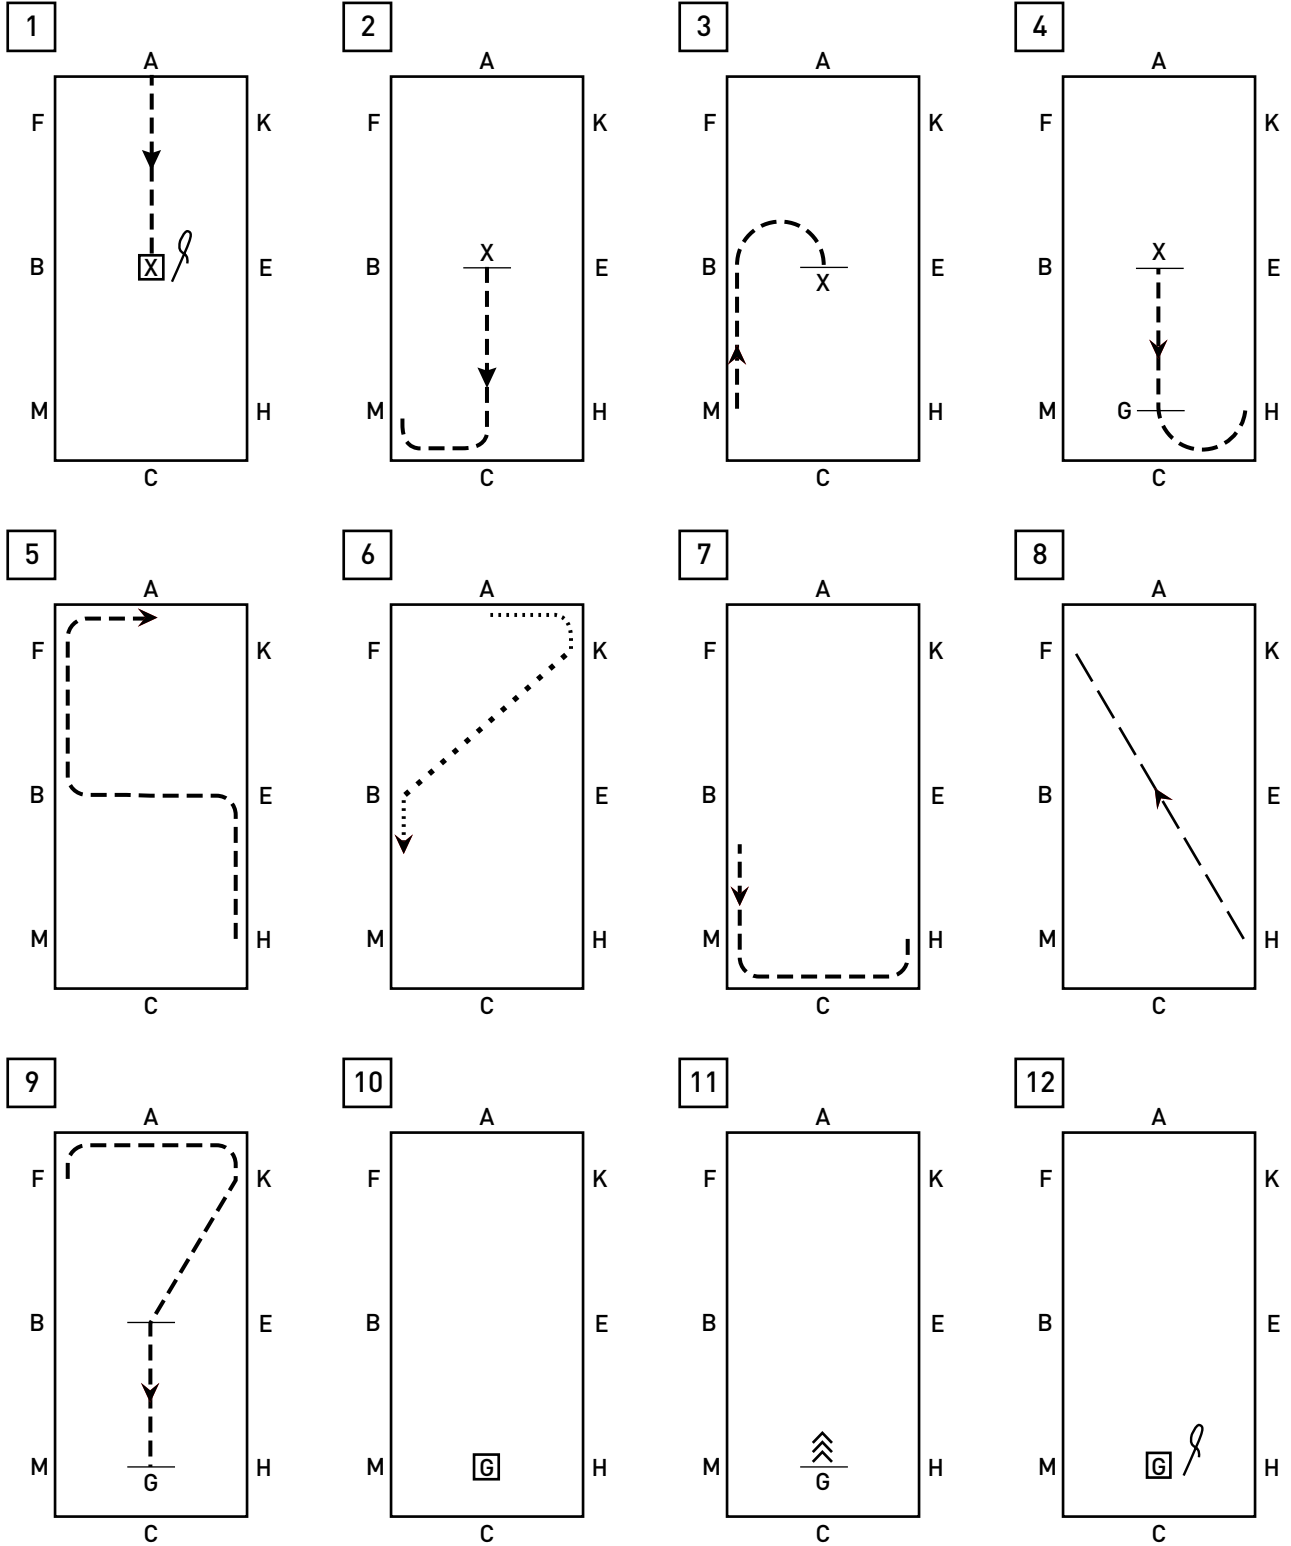 1 2 3 4
A A A A
F K F K F K F K
X X
B X E B E B E B E
X
M H M H M H M G H
C C C C
5 6 7 8
A A A A
F K F K F K F K
B E B E B E B E
M H M H M H M H
C C C C
9 10 11 12
A A A A
F K F K F K F K
B E B E B E B E
M H M G H M H M G H
G G
C C C C